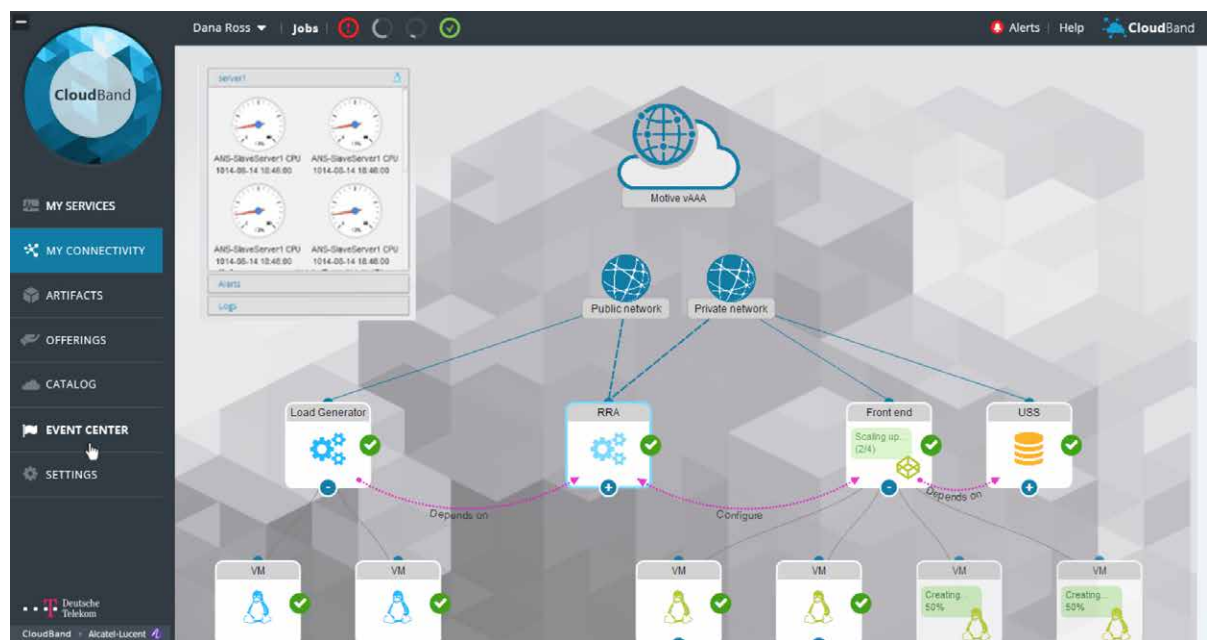 Dana Ross
Jobs
Alerts
Help
CloudBand
CloudBand
MY SERVICES
MY CONNECTIVITY
ARTIFACTS
OFFERINGS
CATALOG
EVENT CENTER
SETTINGS
Deutsche
Telekom
CloudBand
Alcatel-Lucent
server1
ANS-SlaveServer1 CPU
1014-08-14 18:46:00
ANS-SlaveServer1 CPU
1014-08-14 18:46:00
ANS-SlaveServer1 CPU
1014-08-14 18:46:00
ANS-SlaveServer1 CPU
1014-08-14 18:46:00
Alerts
Logs
Motive vAAA
Public network
Private network
Load Generator
RRA
Front end
Scaling up...
(2/4)
USS
Depends on
Configure
Depends on
VM
VM
VM
VM
VM
Creating...
50%
VM
Creating...
50%